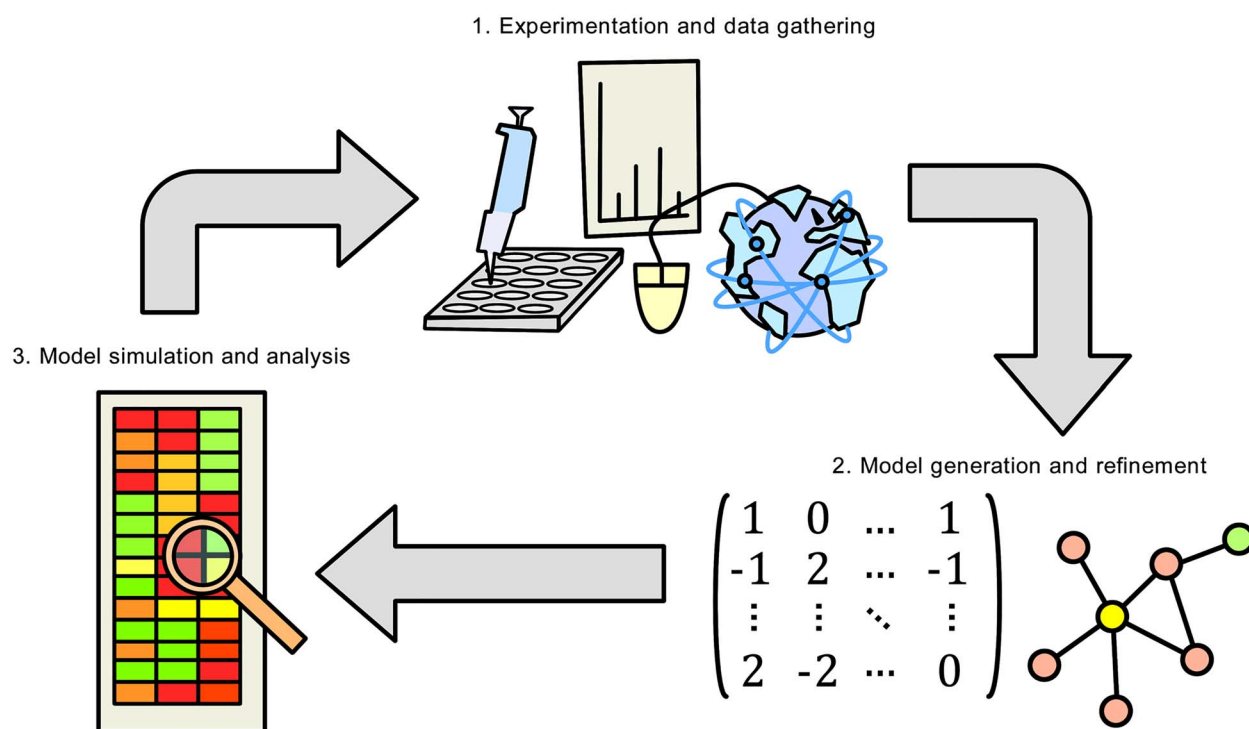 1. Experimentation and data gathering
3. Model simulation and analysis
2. Model generation and refinement
1 0 ... 1
-1 2 ... -1
⋮ ⋮ ⋱ ⋮
2 -2 ... 0